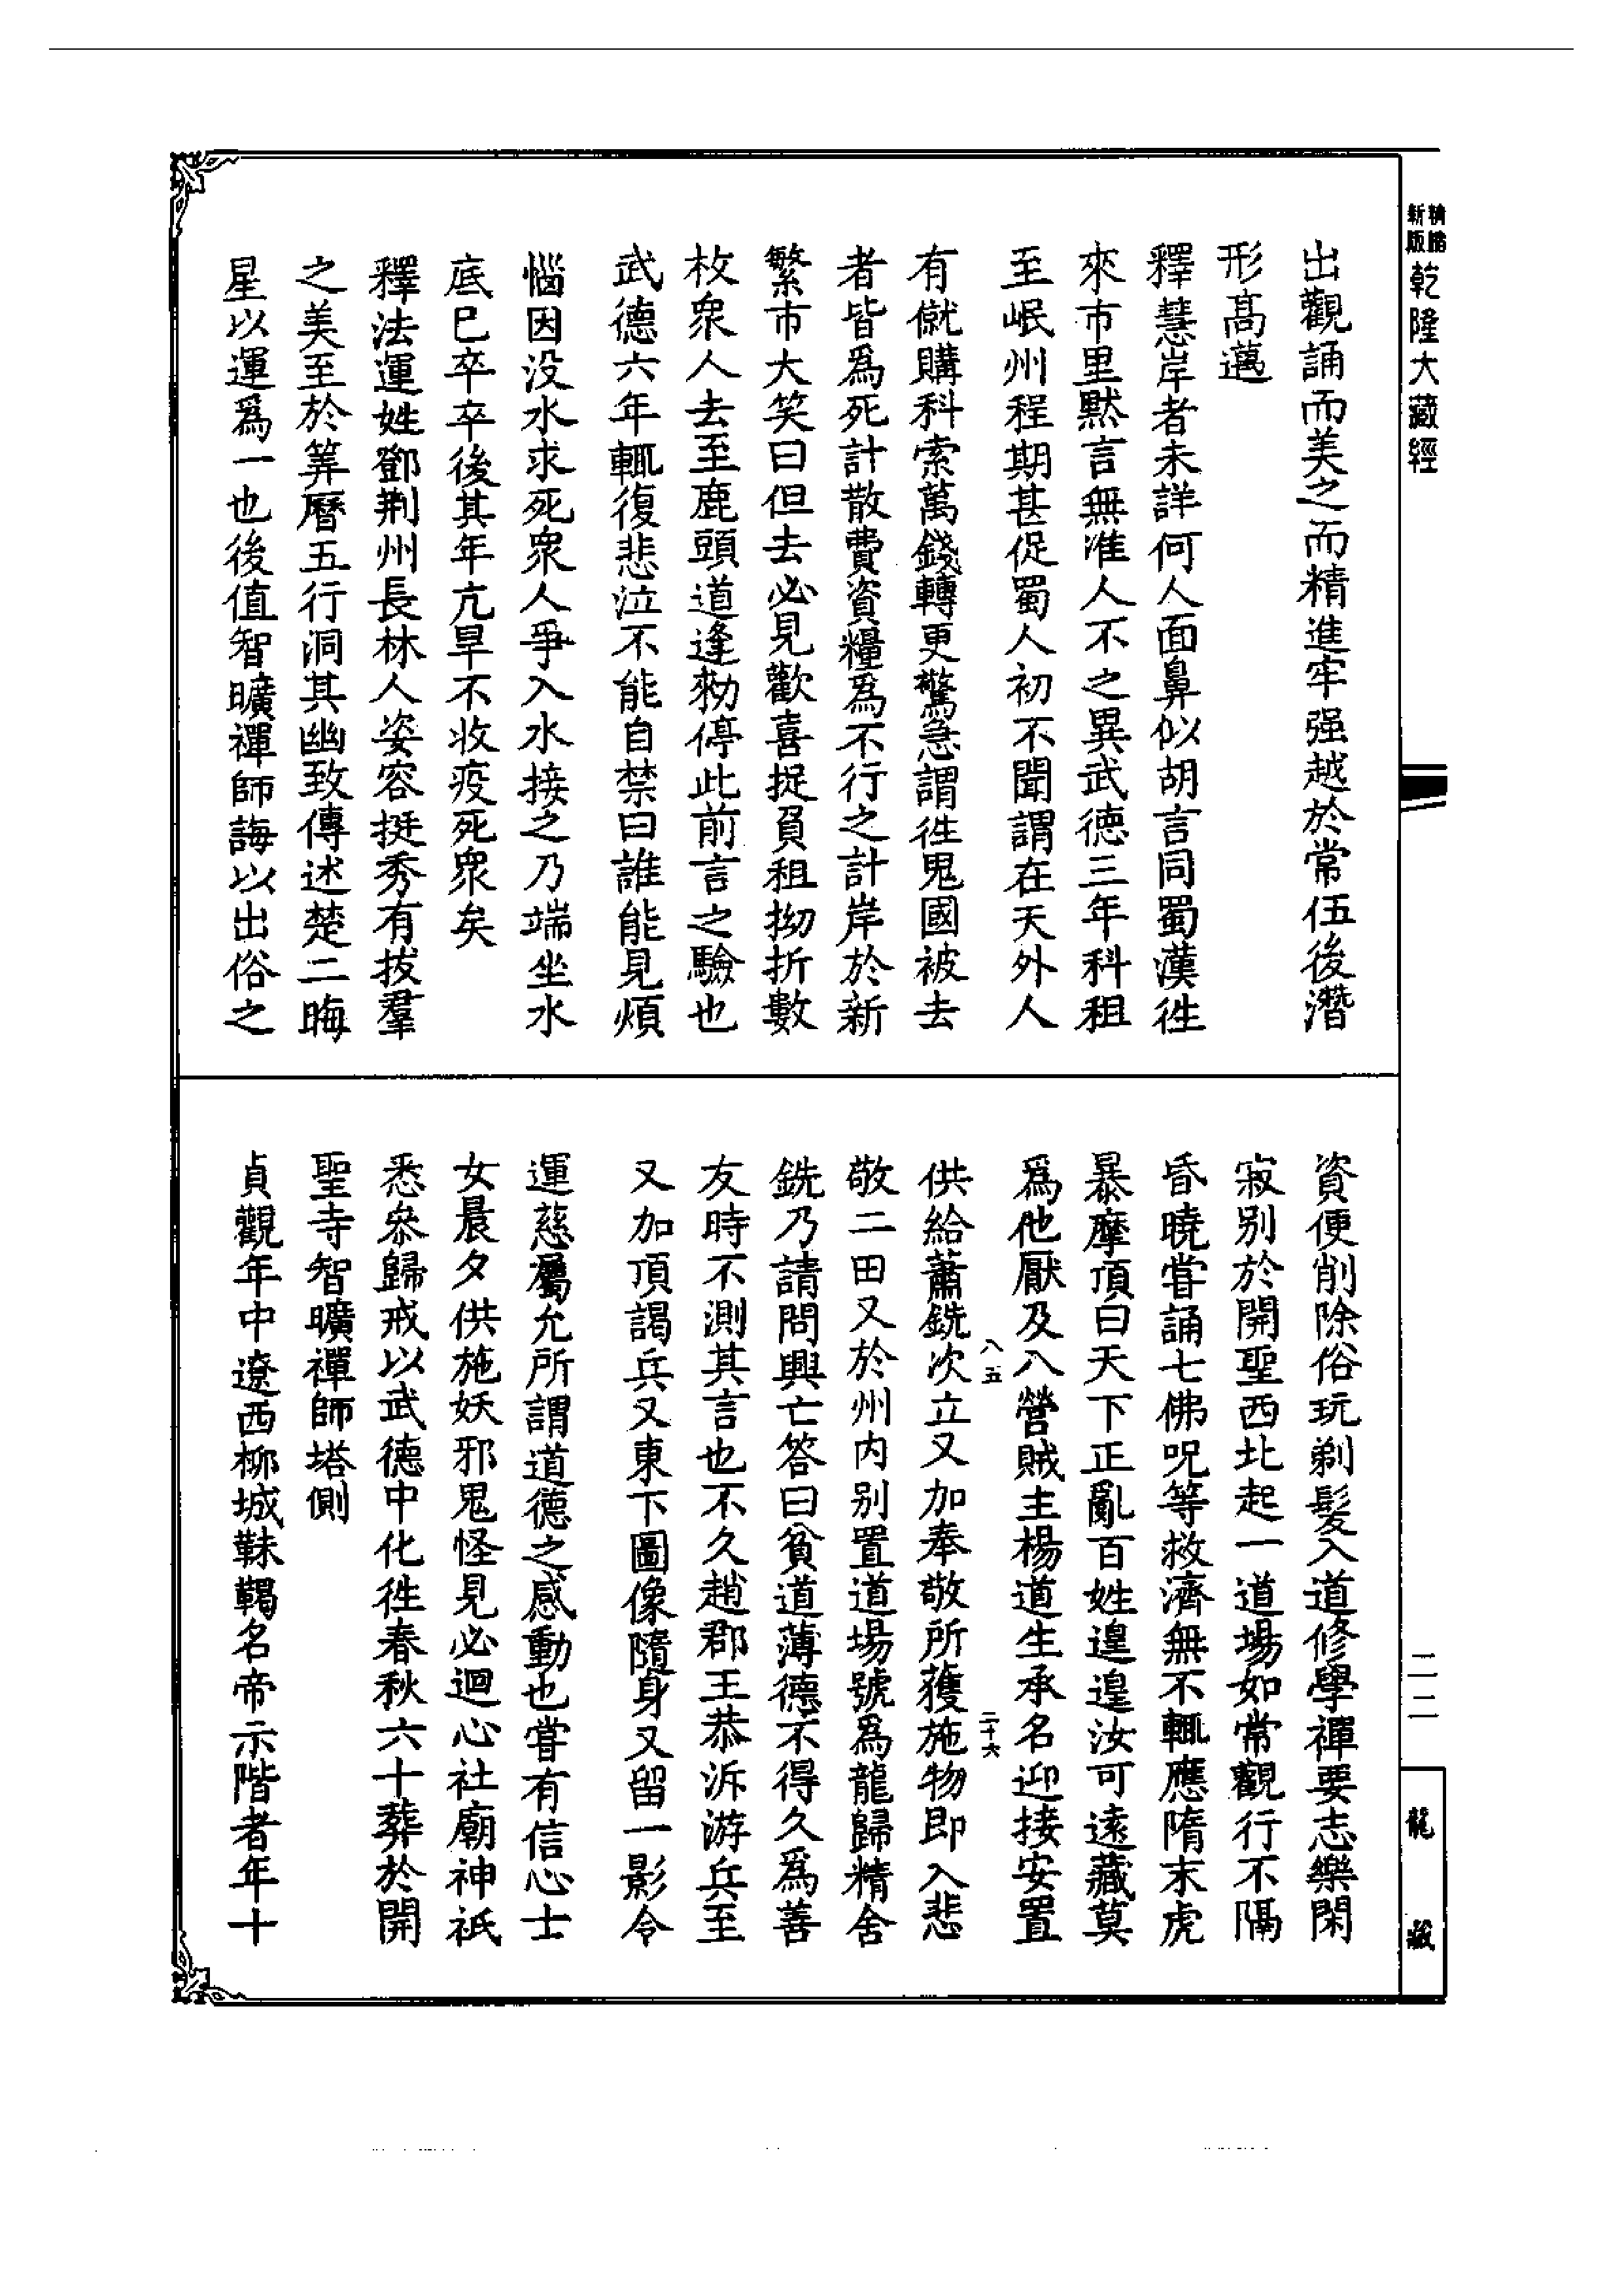 精牆
新版
乾隆大藏經
出觀誦而美之而精進牢强越於常伍後潛
形高邁
釋慧岸者未詳何人面鼻似胡言同蜀漢徃
來市里默言無准人不之異武德三年科租
至岷州程期甚促蜀人初不聞謂在天外人
有僦購科索萬錢轉更驚急謂徃鬼國被去
者皆爲死計散費資糧爲不行之計岸於新
繁市大笑曰但去必見歡喜捉負租拗折數
枚衆人去至鹿頭道逢勑停此前言之驗也
武德六年輒復悲泣不能自禁曰誰能見煩
惱因没水求死衆人爭入水接之乃端坐水
底已卒卒後其年亢旱不收疫死衆矣
釋法運姓鄧荆州長林人姿容挺秀有拔羣
之美至於筭曆五行洞其幽致傳述楚二晦
星以運爲一也後值智曠禪師誨以出俗之
資便削除俗玩剃髮入道修學禪要志樂閑
寂别於開聖西北起一道場如常觀行不隔
昏曉甞誦七佛呪等救濟無不輒應隋末虎
暴摩頂曰天下正亂百姓遑遑汝可遠藏莫
爲他厭及八營賊主楊道生承名迎接安置
八五
二十六
供給蕭銑次立又加奉敬所獲施物即入悲
敬二田又於州内别置道場號爲龍歸精舍
銑乃請問興亡答曰貧道薄德不得久爲善
友時不測其言也不久趙郡王恭泝游兵至
又加頂謁兵又東下圖像隨身又留一影令
運慈屬允所謂道德之感動也甞有信心士
女晨夕供施妖邪鬼怪見必迴心社廟神祇
悉叅歸戒以武德中化徃春秋六十葬於開
聖寺智曠禪師塔側
貞觀年中遼西柳城靺鞨名帝示階者年十
二二
龍
藏